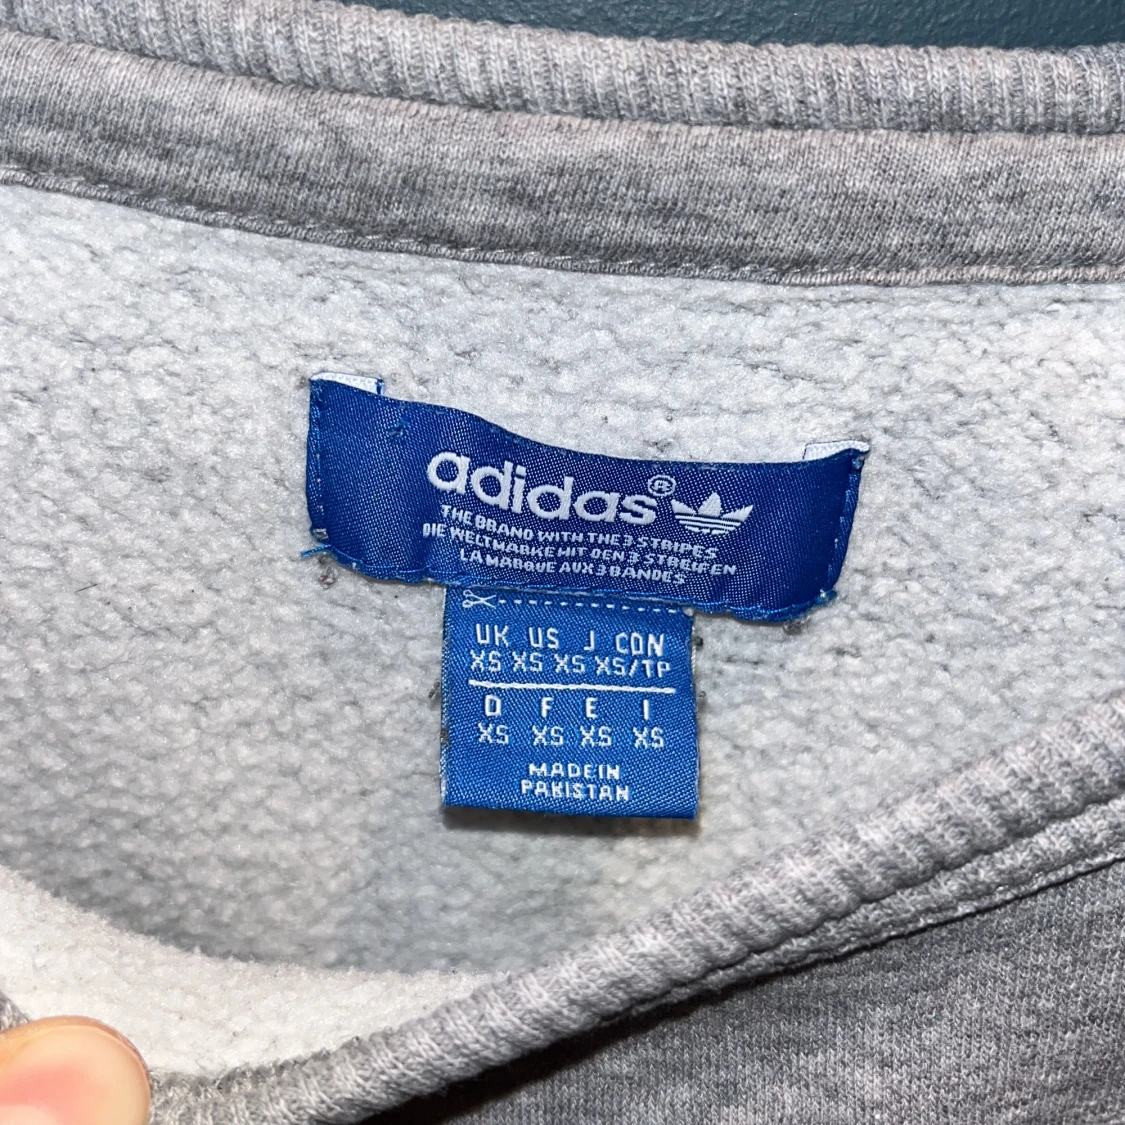 adidas®
THE BRAND WITH THE 3 STRIPES
DIE WELTMARKE MIT DEN 3 STREIFEN
LA MARQUE AUX 3 BANDES
UK US J CON
XS XS XS XS/TP
D F E I
XS XS XS XS
MADE IN
PAKISTAN